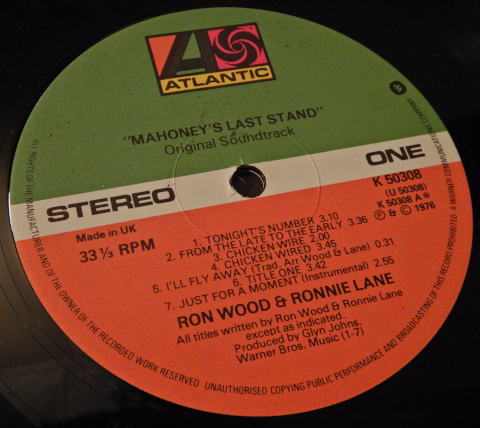 ATLANTIC
"MAHONEY'S LAST STAND"
Original Soundtrack
STEREO
ONE
Made in UK
33⅓ RPM
K 50308
(U 50308)
K 50308 A*
Ⓟ & © 1976
1. TONIGHT'S NUMBER 3.10
2. FROM THE LATE TO THE EARLY 3.36
3. CHICKEN WIRE 2.00
4. CHICKEN WIRED 3.45
5. I'LL FLY AWAY (Trad. Arr Wood & Lane) 0.31
6. TITLE ONE 3.42
7. JUST FOR A MOMENT (Instrumental) 2.55
RON WOOD & RONNIE LANE
All titles written by Ron Wood & Ronnie Lane
except as indicated.
Produced by Glyn Johns.
Warner Bros. Music (1-7)
ALL RIGHTS OF THE MANUFACTURER AND OF THE OWNER OF THE RECORDED WORK RESERVED UNAUTHORISED COPYING PUBLIC PERFORMANCE AND BROADCASTING OF THIS RECORD PROHIBITED A WARNER COMMUNICATIONS COMPANY